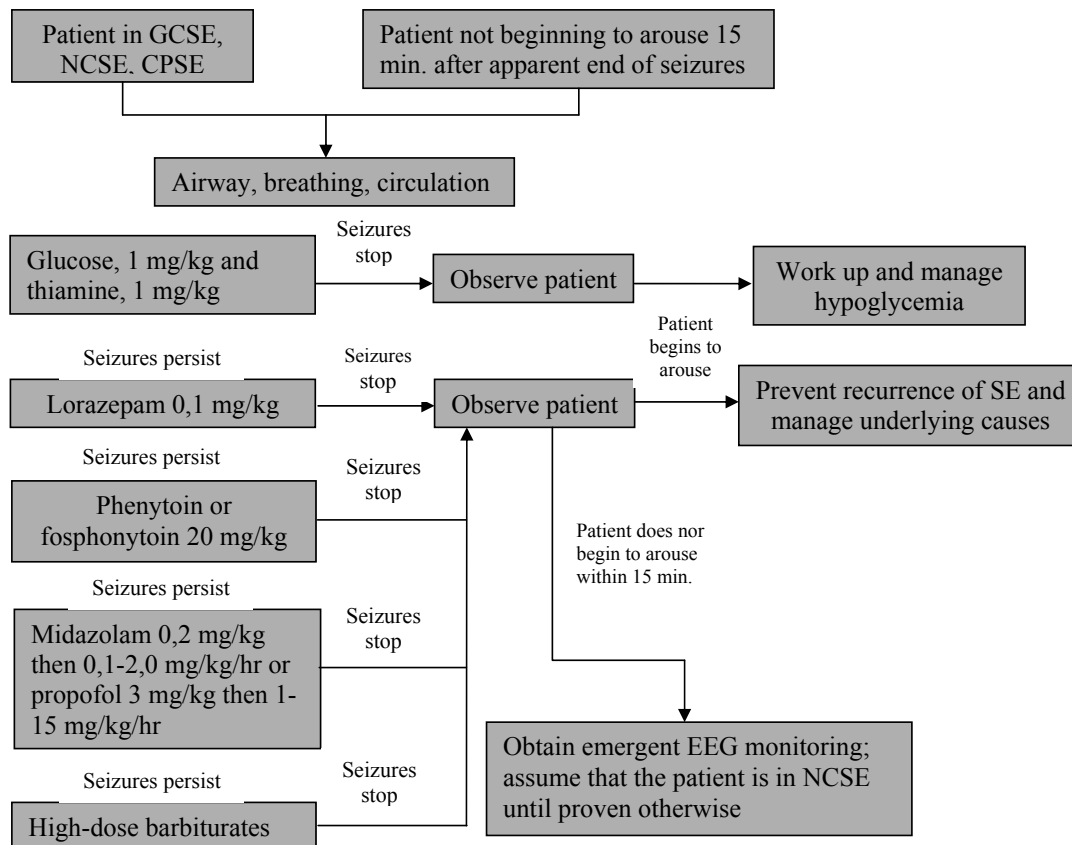 Patient in GCSE,
NCSE, CPSE
Patient not beginning to arouse 15
min. after apparent end of seizures
Airway, breathing, circulation
Glucose, 1 mg/kg and
thiamine, 1 mg/kg
Seizures
stop
Observe patient
Work up and manage
hypoglycemia
Seizures persist
Lorazepam 0,1 mg/kg
Seizures
stop
Observe patient
Patient
begins to
arouse
Prevent recurrence of SE and
manage underlying causes
Seizures persist
Phenytoin or
fosphonytoin 20 mg/kg
Seizures
stop
Patient does nor
begin to arouse
within 15 min.
Seizures persist
Midazolam 0,2 mg/kg
then 0,1-2,0 mg/kg/hr or
propofol 3 mg/kg then 1-
15 mg/kg/hr
Seizures
stop
Obtain emergent EEG monitoring;
assume that the patient is in NCSE
until proven otherwise
Seizures persist
High-dose barbiturates
Seizures
stop